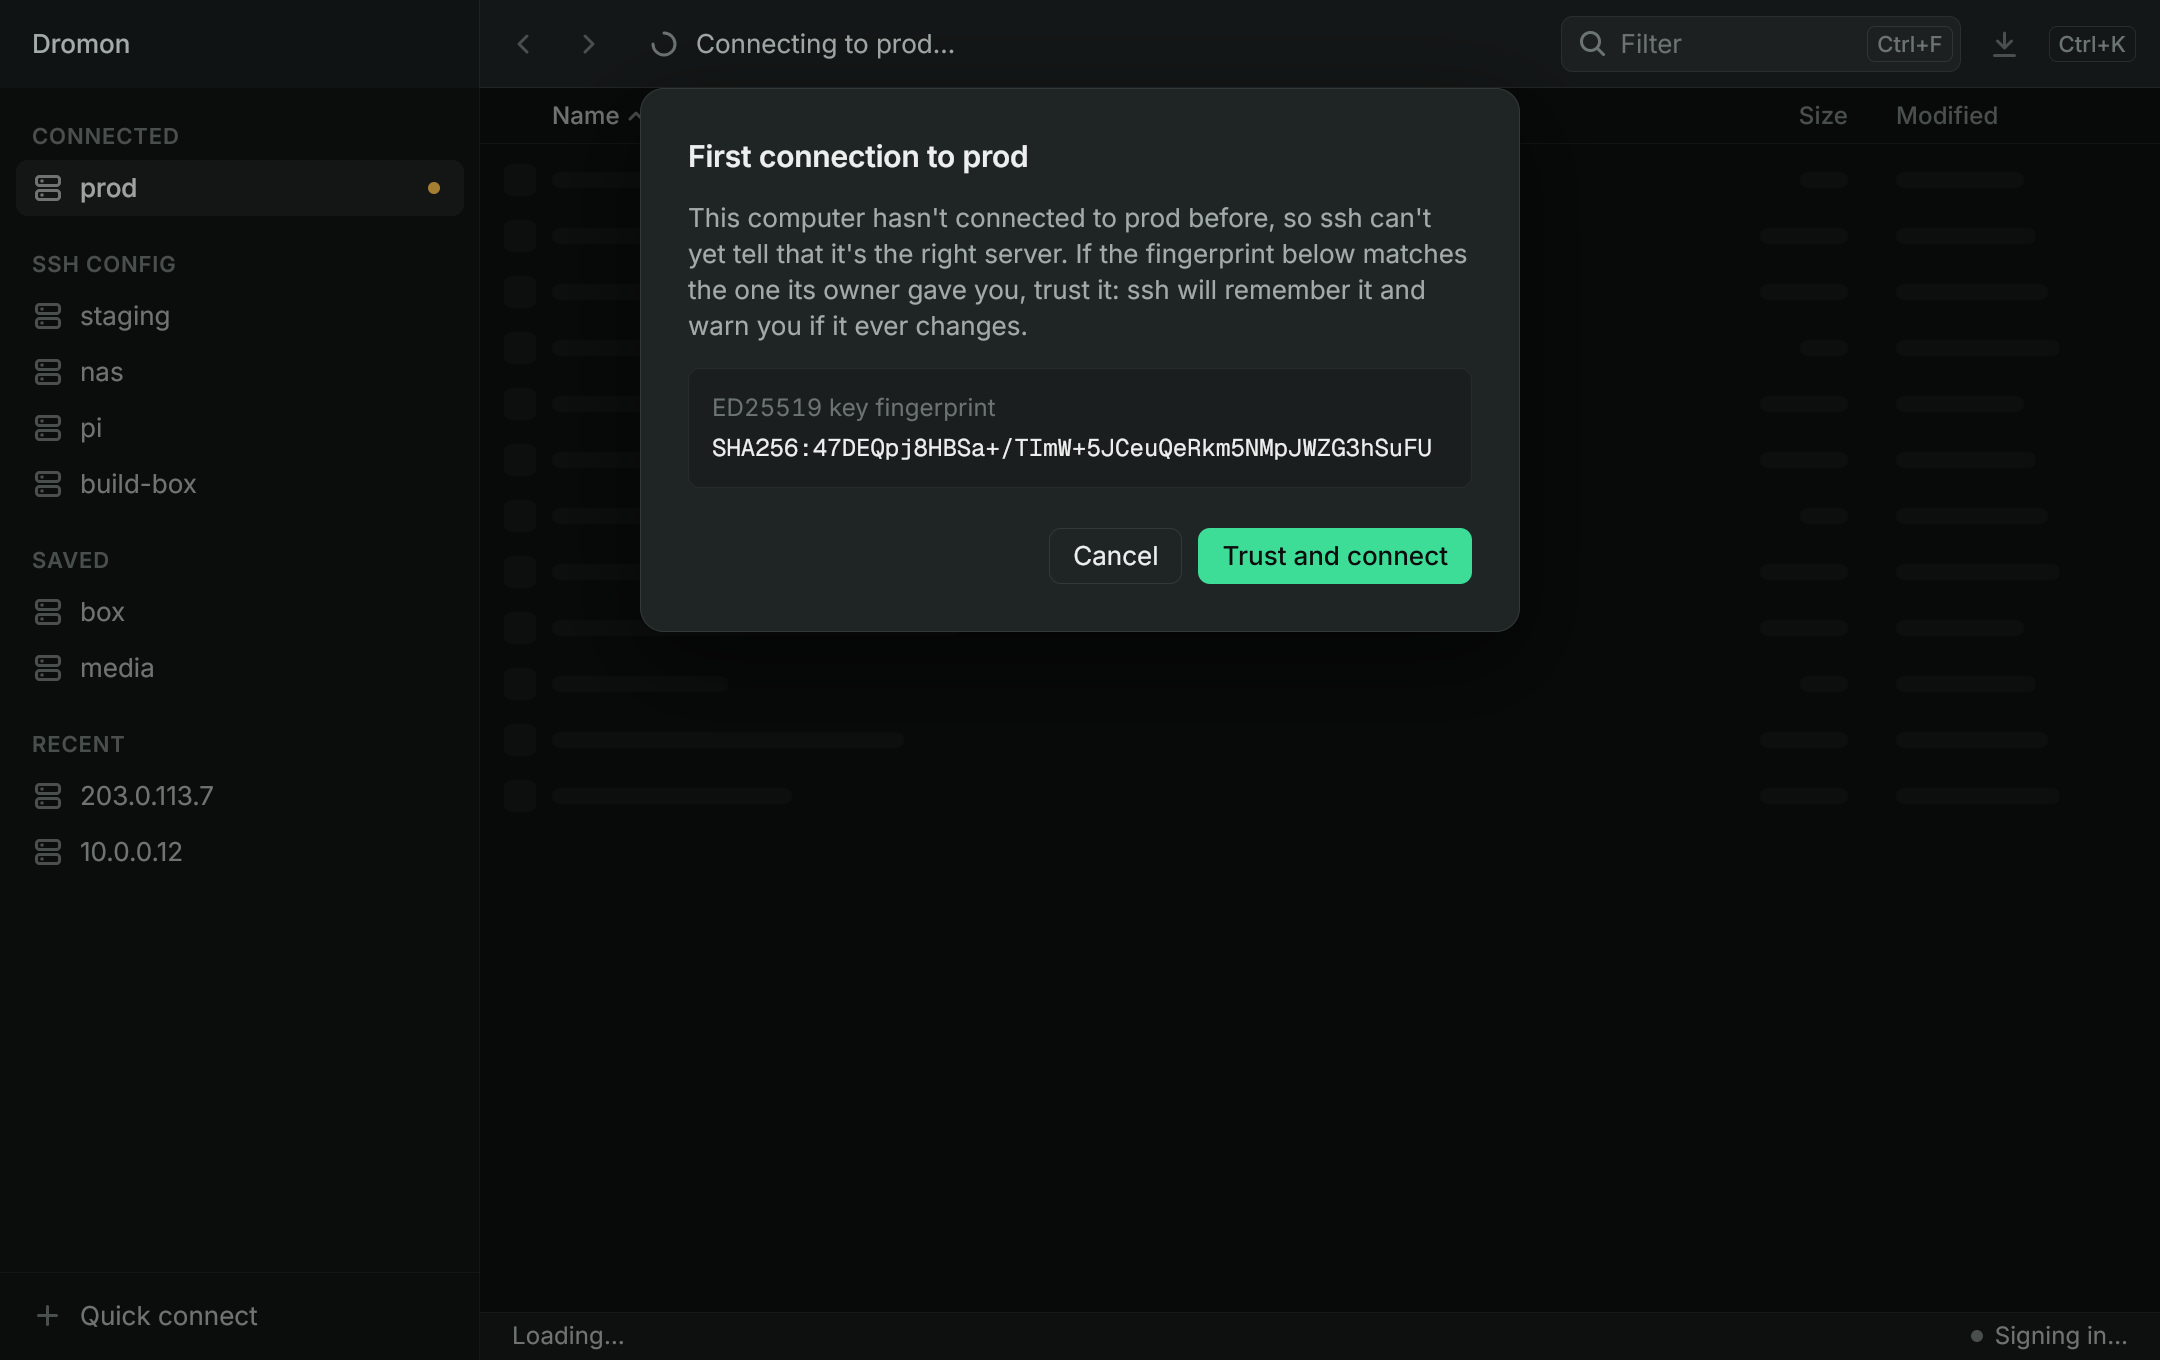 Dromon
Connecting to prod...
Filter
Ctrl+F
Ctrl+K
CONNECTED
prod
SSH CONFIG
staging
nas
pi
build-box
SAVED
box
media
RECENT
203.0.113.7
10.0.0.12
Quick connect
Name
Size
Modified
First connection to prod
This computer hasn't connected to prod before, so ssh can't
yet tell that it's the right server. If the fingerprint below matches
the one its owner gave you, trust it: ssh will remember it and
warn you if it ever changes.
ED25519 key fingerprint
SHA256:47DEQpj8HBSa+/TImW+5JCeuQeRkm5NMpJWZG3hSuFU
Cancel
Trust and connect
Loading...
Signing in...